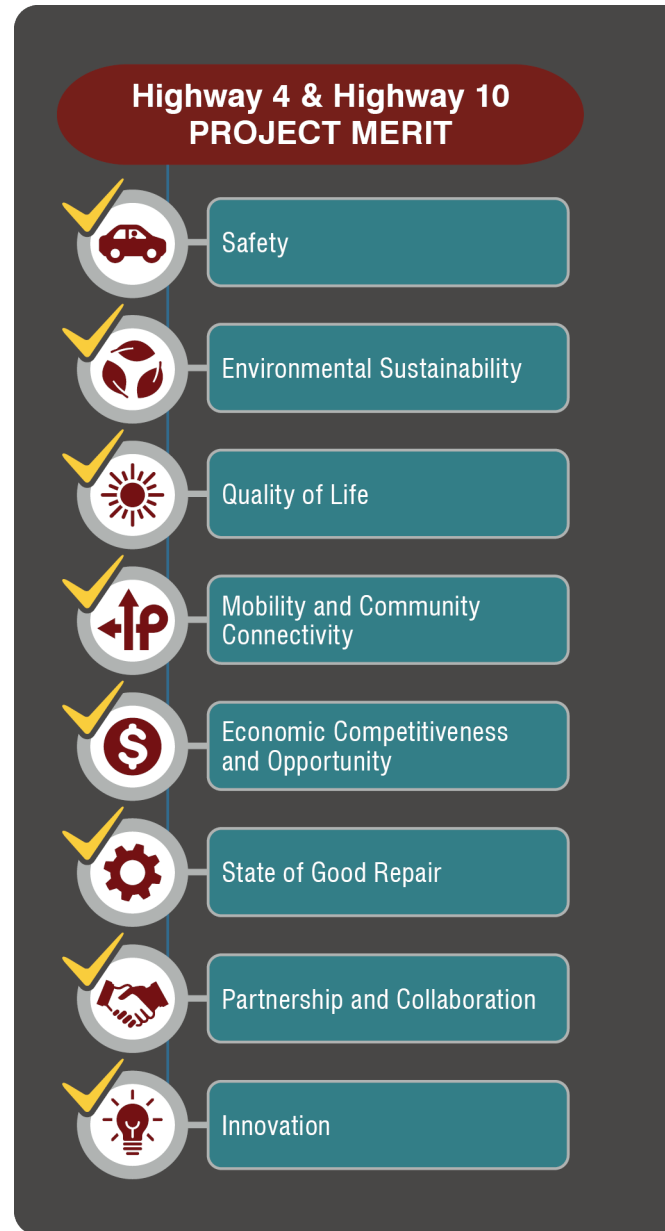 Highway 4 & Highway 10
PROJECT MERIT
Safety
Environmental Sustainability
Quality of Life
Mobility and Community
Connectivity
Economic Competitiveness
and Opportunity
State of Good Repair
Partnership and Collaboration
Innovation